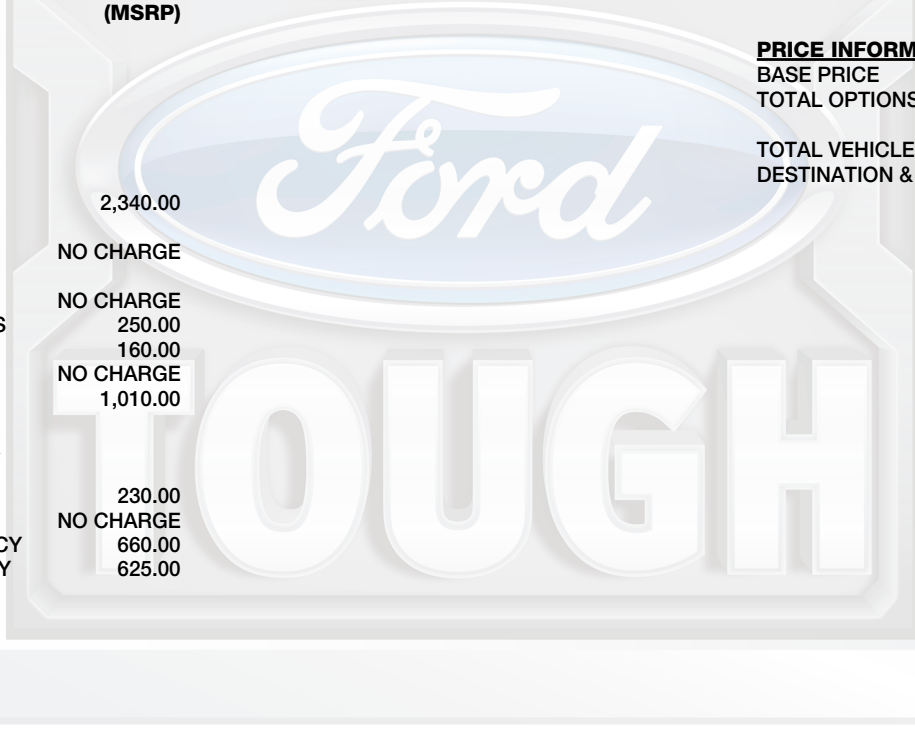 (MSRP)
2,340.00
NO CHARGE
NO CHARGE
S 250.00
160.00
NO CHARGE
1,010.00
230.00
NO CHARGE
CY 660.00
Y 625.00
PRICE INFORM
BASE PRICE
TOTAL OPTIONS
TOTAL VEHICLE
DESTINATION &
Ford
TOUGH